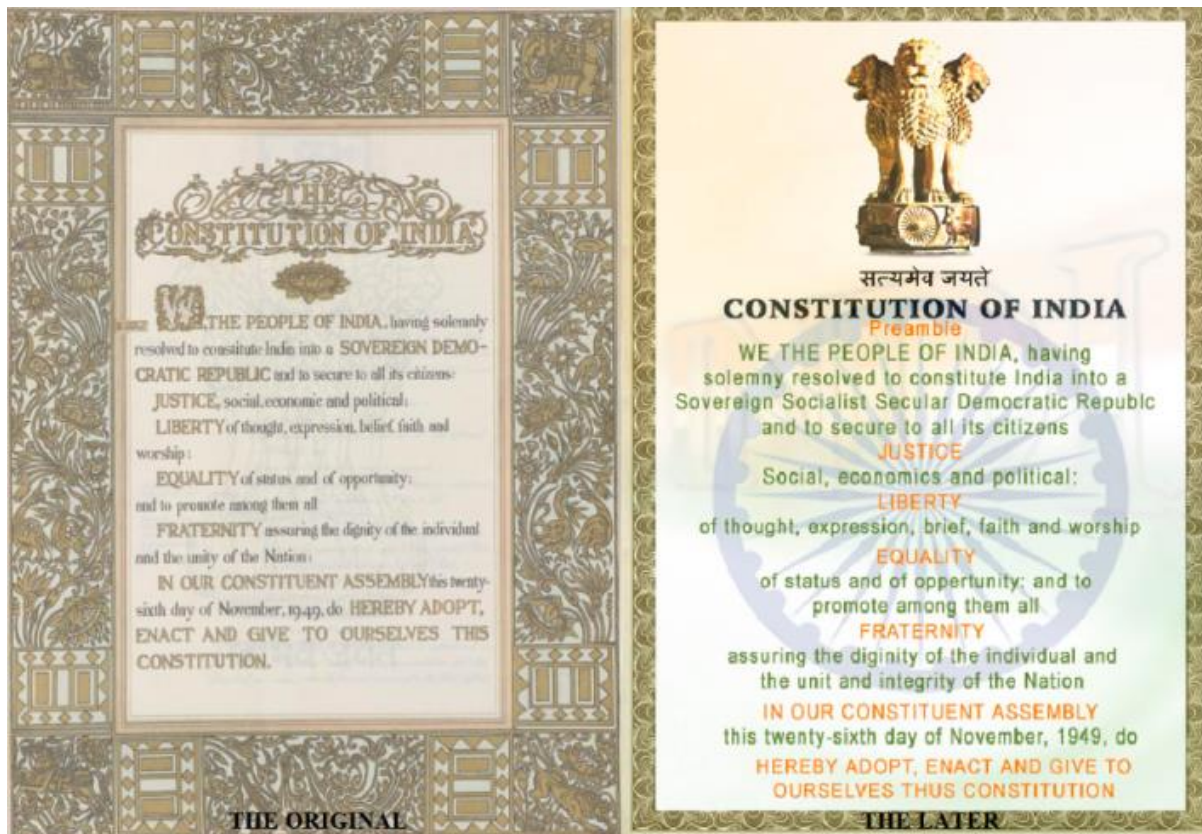 THE
CONSTITUTION OF INDIA
WE, THE PEOPLE OF INDIA, having solemnly
resolved to constitute India into a SOVEREIGN DEMO-
CRATIC REPUBLIC and to secure to all its citizens:
JUSTICE, social, economic and political;
LIBERTY of thought, expression, belief, faith and
worship;
EQUALITY of status and of opportunity;
and to promote among them all
FRATERNITY assuring the dignity of the individual
and the unity of the Nation;
IN OUR CONSTITUENT ASSEMBLY this twenty-
sixth day of November, 1949, do HEREBY ADOPT,
ENACT AND GIVE TO OURSELVES THIS
CONSTITUTION.
THE ORIGINAL
सत्यमेव जयते
CONSTITUTION OF INDIA
Preamble
WE THE PEOPLE OF INDIA, having
solemny resolved to constitute India into a
Sovereign Socialist Secular Democratic Republc
and to secure to all its citizens
JUSTICE
Social, economics and political:
LIBERTY
of thought, expression, brief, faith and worship
EQUALITY
of status and of oppertunity; and to
promote among them all
FRATERNITY
assuring the diginity of the individual and
the unit and integrity of the Nation
IN OUR CONSTITUENT ASSEMBLY
this twenty-sixth day of November, 1949, do
HEREBY ADOPT, ENACT AND GIVE TO
OURSELVES THUS CONSTITUTION
THE LATER